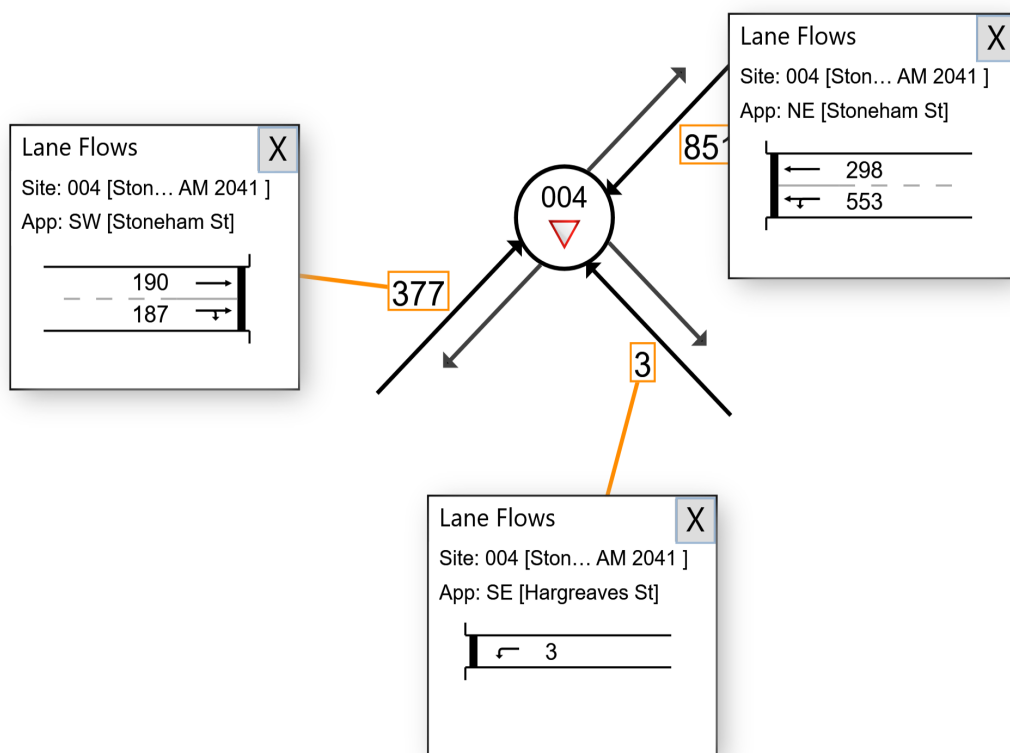 Lane Flows
X
Site: 004 [Ston... AM 2041 ]
App: SW [Stoneham St]
190
187
377
004
3
Lane Flows
X
Site: 004 [Ston... AM 2041 ]
App: NE [Stoneham St]
298
553
851
Lane Flows
X
Site: 004 [Ston... AM 2041 ]
App: SE [Hargreaves St]
3